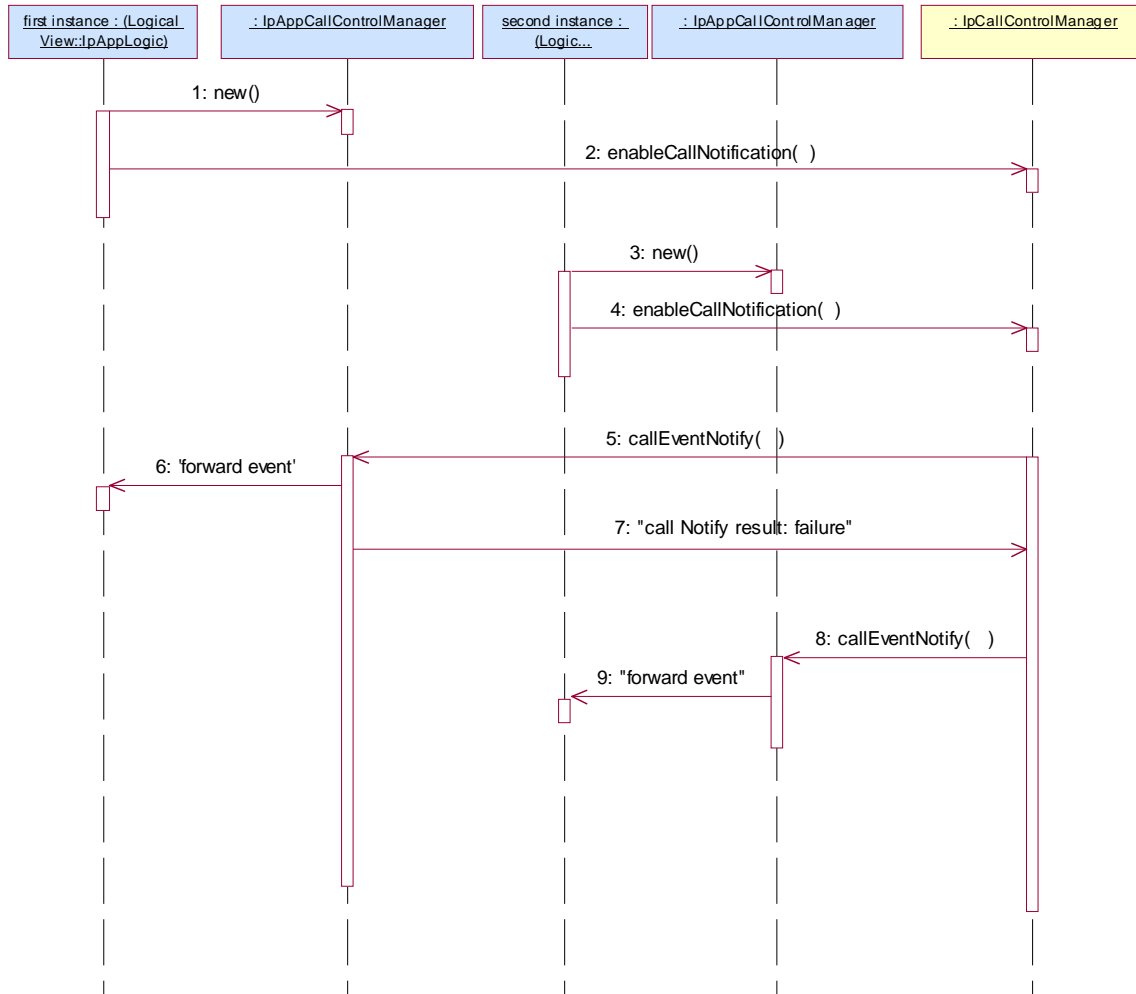 first instance : (Logical
View::IpAppLogic)
: IpAppCallControlManager
second instance :
(Logic...
: IpAppCallControlManager
: IpCallControlManager
1: new()
2: enableCallNotification(  )
3: new()
4: enableCallNotification(  )
5: callEventNotify(   )
6: 'forward event'
7: "call Notify result: failure"
8: callEventNotify(   )
9: "forward event"